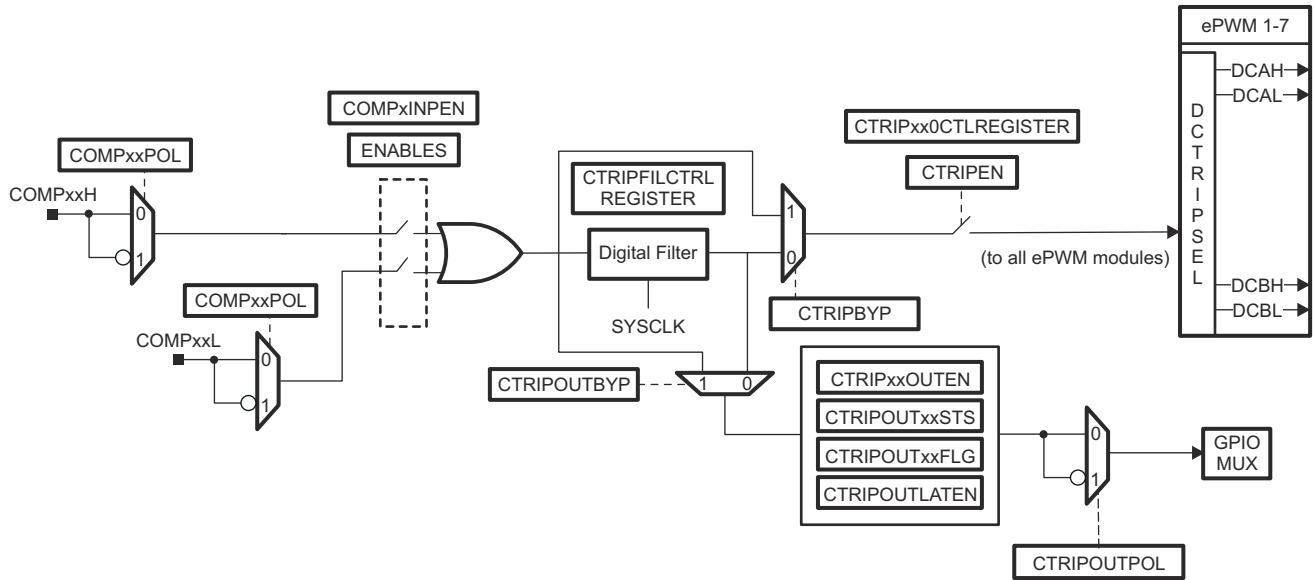 ePWM 1-7
DCAH
DCAL
DCTRIPSEL
DCBH
DCBL
COMPxINPEN
ENABLES
COMPxxPOL
COMPxxH
0
1
COMPxxPOL
COMPxxL
0
1
CTRIPFILCTRL
REGISTER
Digital Filter
SYSCLK
1
0
CTRIPBYP
CTRIPxx0CTLREGISTER
CTRIPEN
(to all ePWM modules)
CTRIPOUTBYP
1 0
CTRIPxxOUTEN
CTRIPOUTxxSTS
CTRIPOUTxxFLG
CTRIPOUTLATEN
0
1
CTRIPOUTPOL
GPIO
MUX